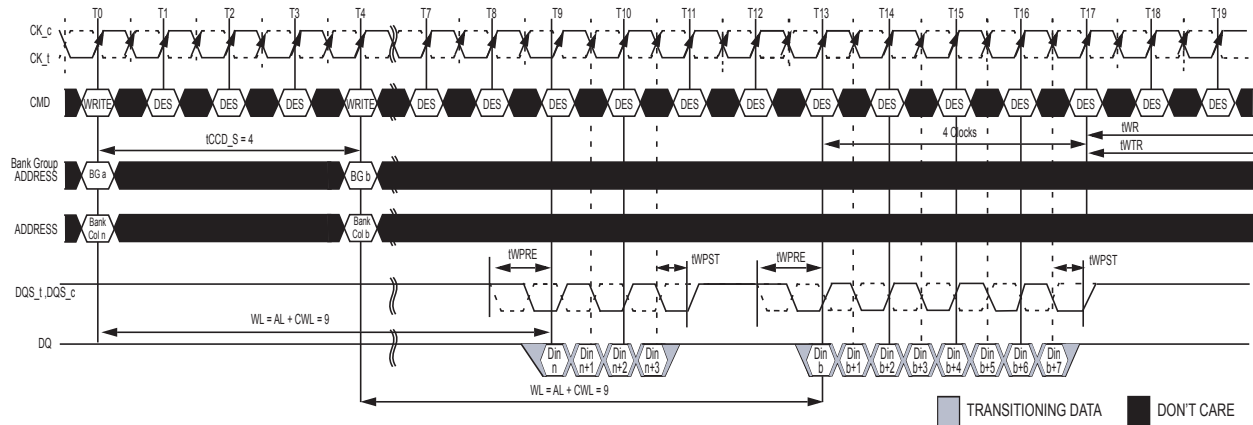 T0 T1 T2 T3 T4 T7 T8 T9 T10 T11 T12 T13 T14 T15 T16 T17 T18 T19
CK_c
CK_t
CMD WRITE DES DES DES WRITE DES DES DES DES DES DES DES DES DES DES DES DES DES
tCCD_S = 4 4 Clocks tWR
tWTR
Bank Group
ADDRESS BG a BG b
ADDRESS Bank
Col n Bank
Col b
tWPRE tWPST tWPRE tWPST
DQS_t ,DQS_c
WL = AL + CWL = 9
DQ Din
n Din
n+1 Din
n+2 Din
n+3 Din
b Din
b+1 Din
b+2 Din
b+3 Din
b+4 Din
b+5 Din
b+6 Din
b+7
WL = AL + CWL = 9
TRANSITIONING DATA DON'T CARE